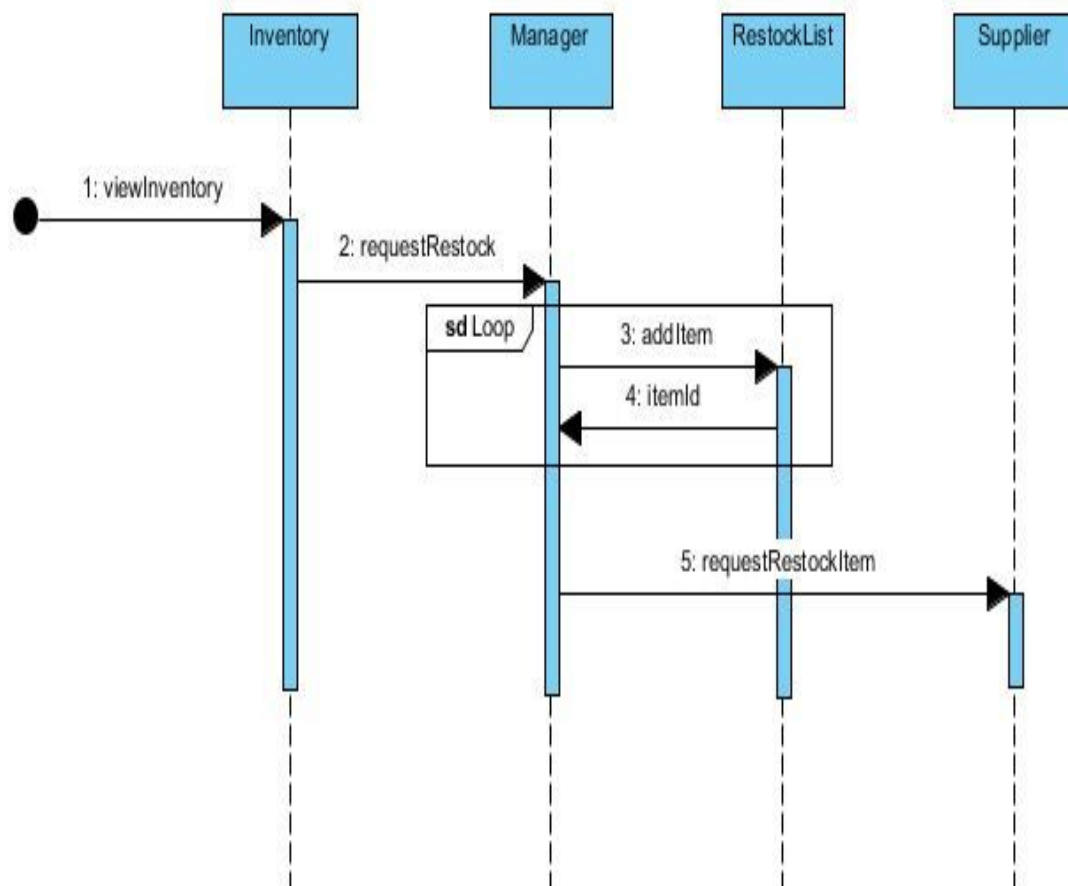 Inventory
Manager
RestockList
Supplier
1: viewInventory
2: requestRestock
sd Loop
3: addItem
4: itemId
5: requestRestockItem